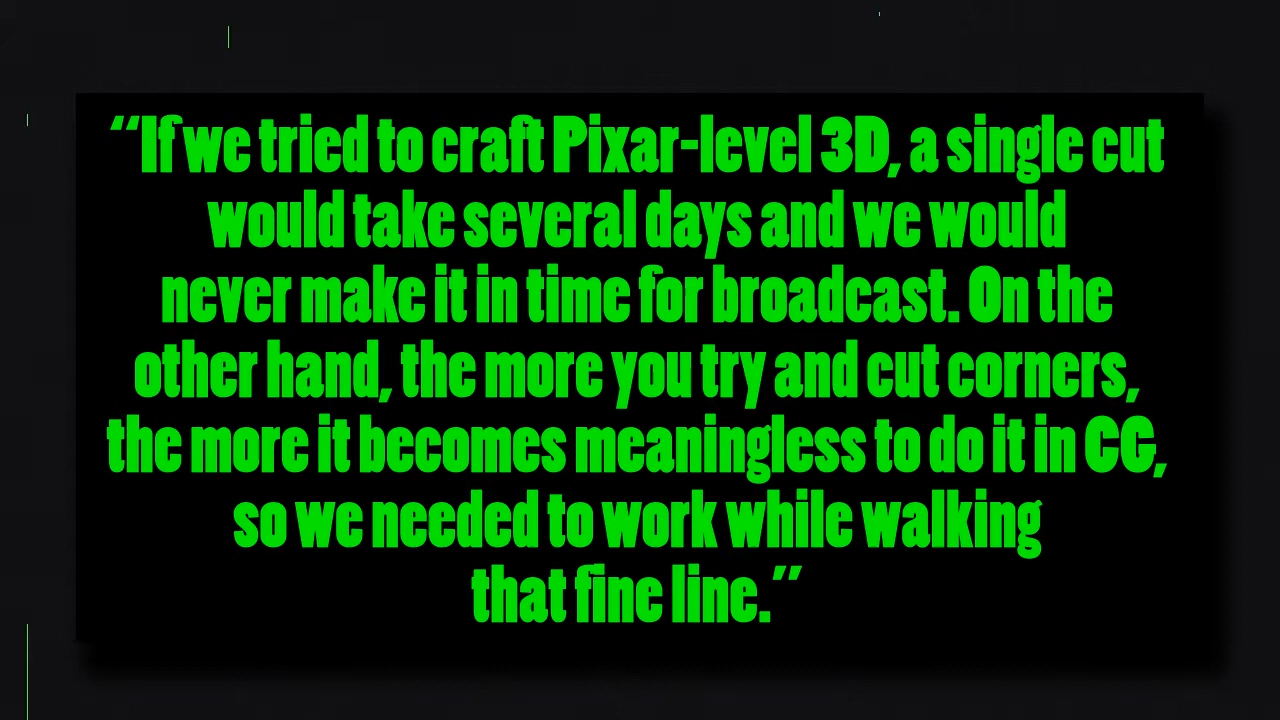 “If we tried to craft Pixar-level 3D, a single cut
would take several days and we would
never make it in time for broadcast. On the
other hand, the more you try and cut corners,
the more it becomes meaningless to do it in CG,
so we needed to work while walking
that fine line.”